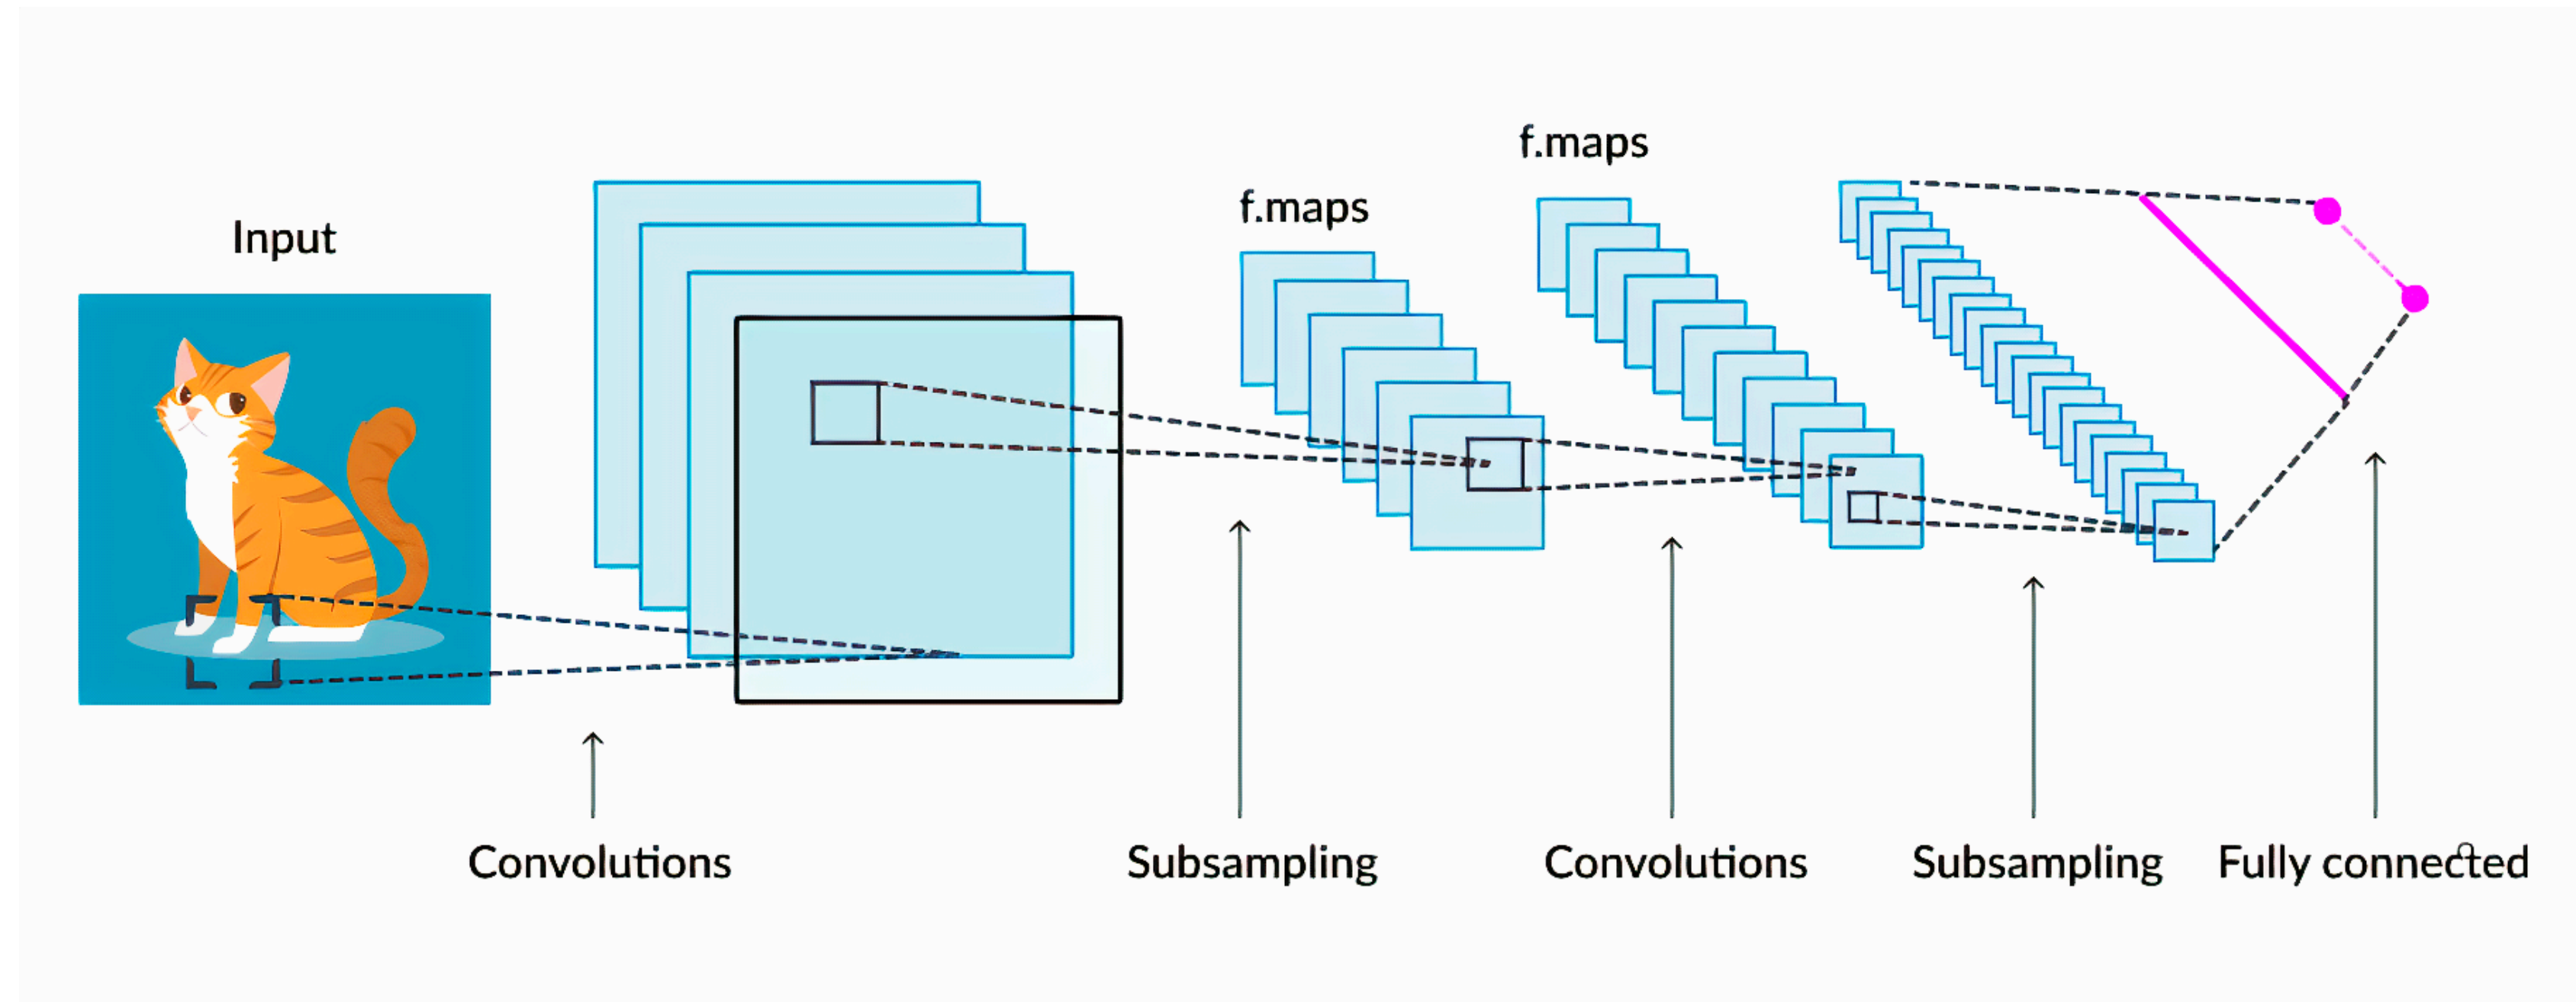 Input
f.maps
f.maps
Convolutions
Subsampling
Convolutions
Subsampling
Fully connected